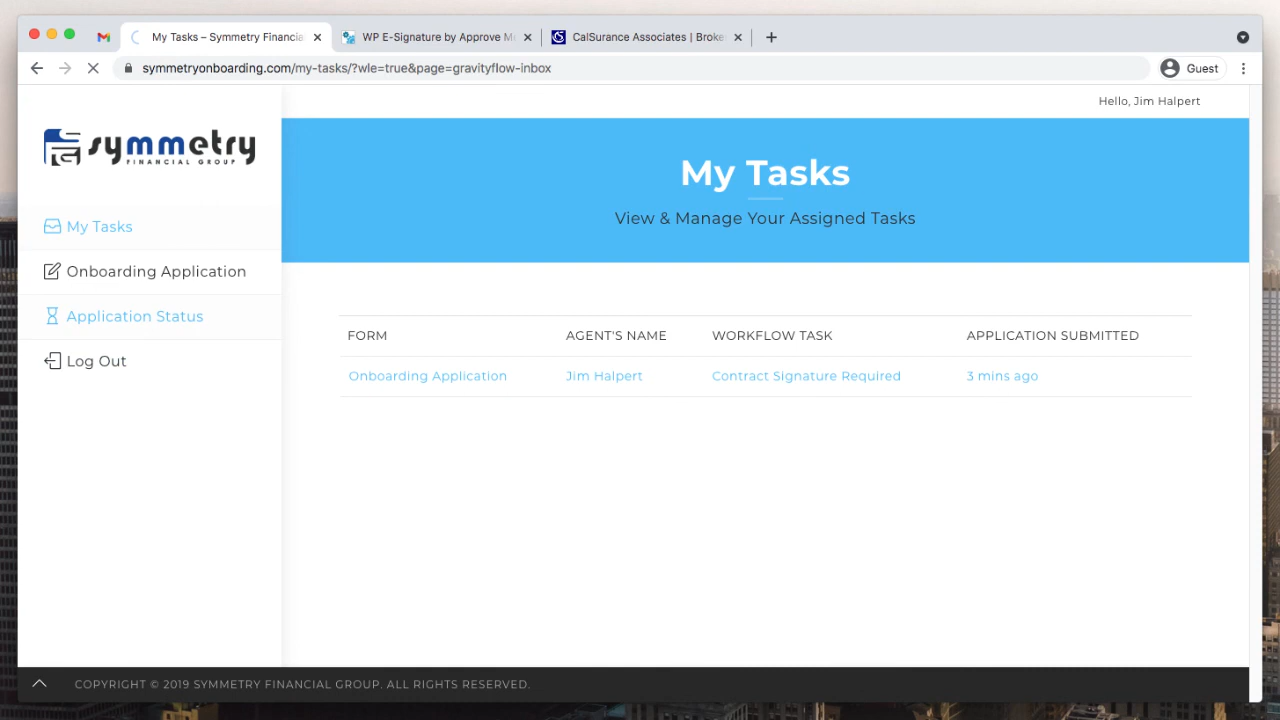 My Tasks – Symmetry Financia
WP E-Signature by Approve M
CalSurance Associates | Broke
symmetryonboarding.com/my-tasks/?wle=true&page=gravityflow-inbox
Guest
Hello, Jim Halpert
symmetry
FINANCIAL GROUP
My Tasks
View & Manage Your Assigned Tasks
My Tasks
Onboarding Application
Application Status
Log Out
FORM AGENT'S NAME WORKFLOW TASK APPLICATION SUBMITTED
Onboarding Application Jim Halpert Contract Signature Required 3 mins ago
COPYRIGHT © 2019 SYMMETRY FINANCIAL GROUP. ALL RIGHTS RESERVED.